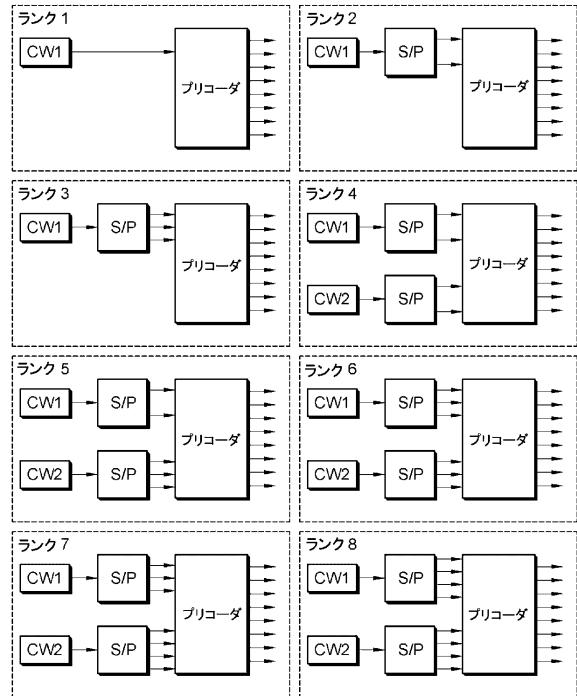 ランク 1
CW1
プリコーダ
ランク 2
CW1
S/P
プリコーダ
ランク 3
CW1
S/P
プリコーダ
ランク 4
CW1
S/P
プリコーダ
CW2
S/P
ランク 5
CW1
S/P
プリコーダ
CW2
S/P
ランク 6
CW1
S/P
プリコーダ
CW2
S/P
ランク 7
CW1
S/P
プリコーダ
CW2
S/P
ランク 8
CW1
S/P
プリコーダ
CW2
S/P